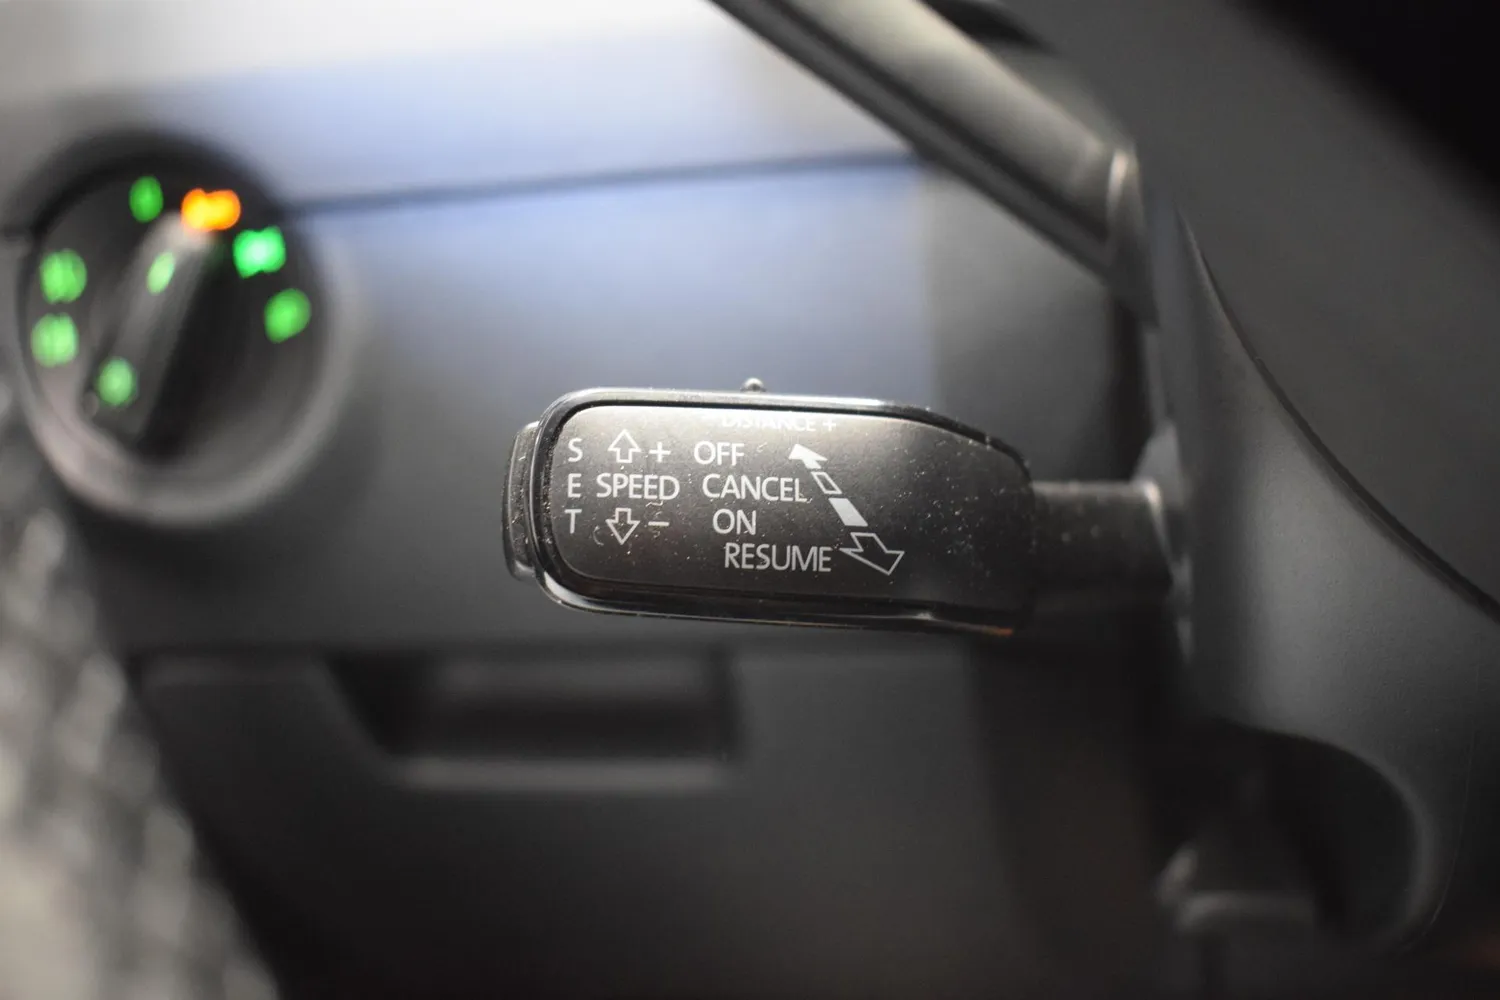 DISTANCE +
S + OFF
E SPEED CANCEL
T - ON
RESUME